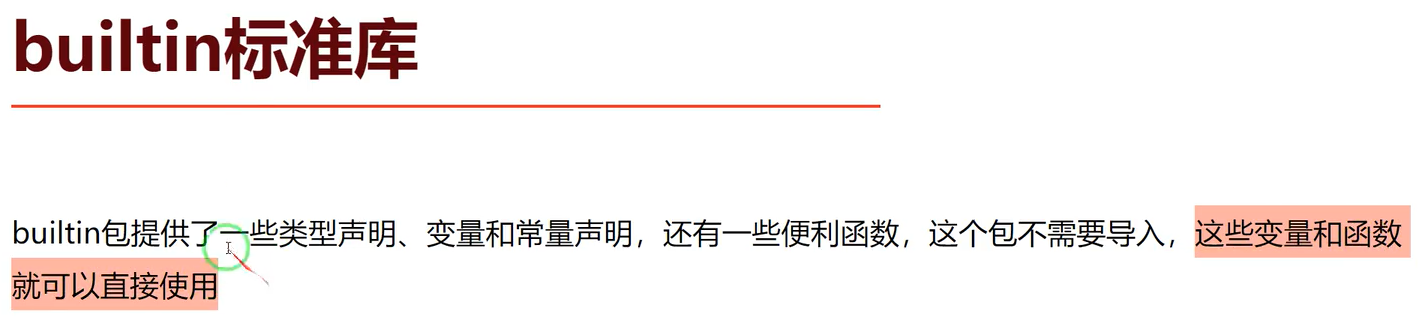 builtin标准库
builtin包提供了一些类型声明、变量和常量声明，还有一些便利函数，这个包不需要导入，这些变量和函数
就可以直接使用